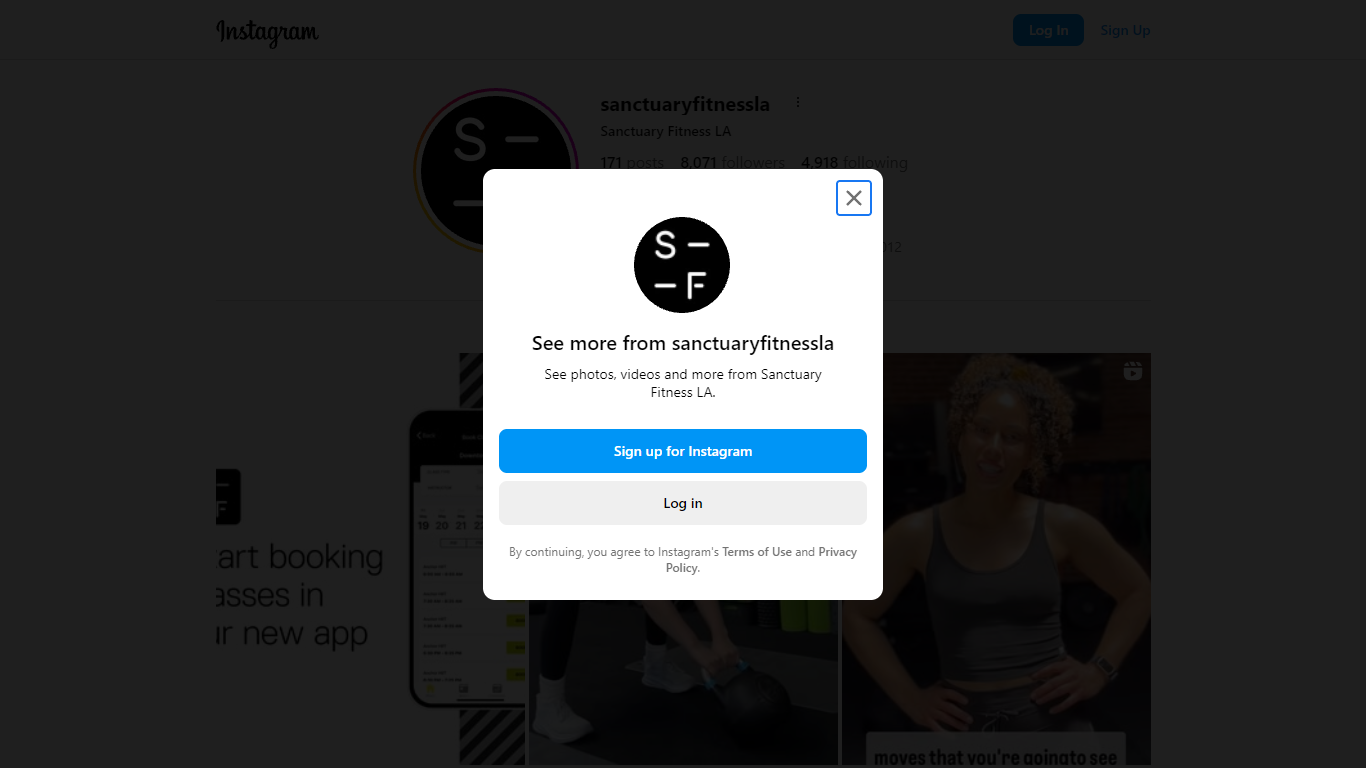 Instagram
Log In
Sign Up
sanctuaryfitnessla
Sanctuary Fitness LA
171 posts 8,071 followers 4,918 following
S
S
F
See more from sanctuaryfitnessla
See photos, videos and more from Sanctuary
Fitness LA.
Sign up for Instagram
Log in
By continuing, you agree to Instagram's Terms of Use and Privacy
Policy.
19 20 21
art booking
asses in
ur new app
moves that you're goingto see